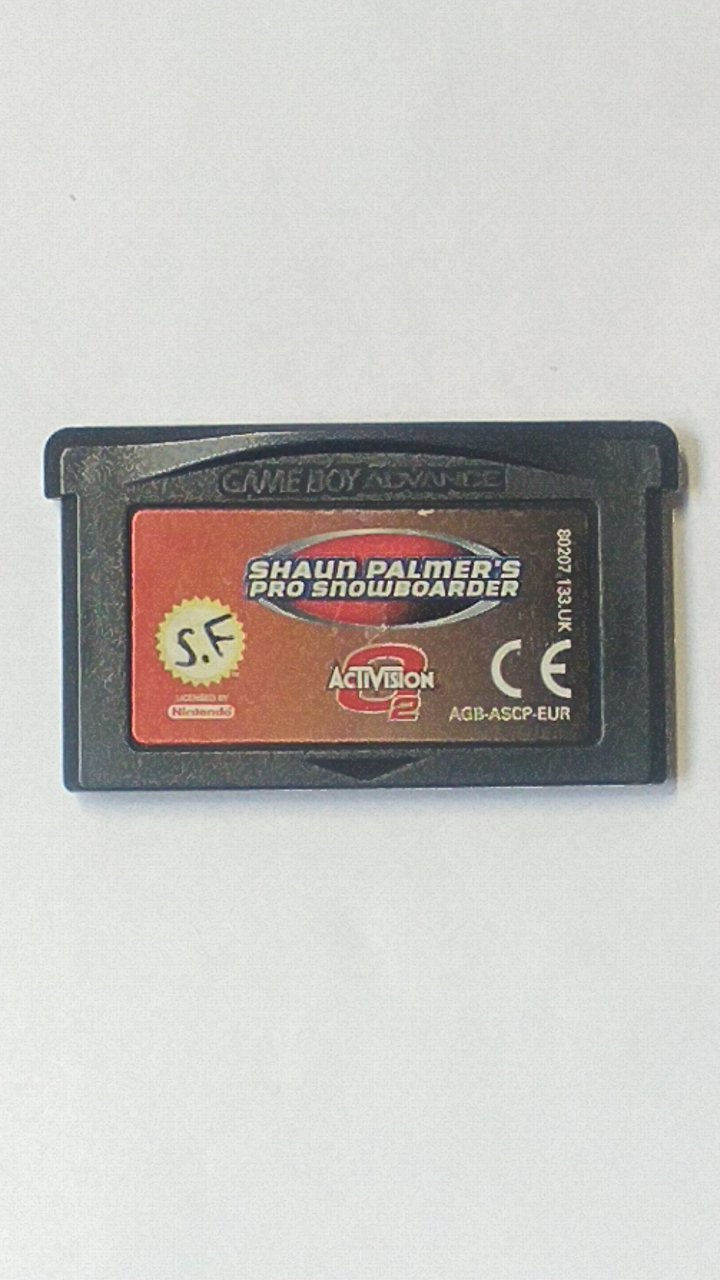 GAME BOY ADVANCE
SHAUN PALMER'S
PRO SNOWBOARDER
80207.133.UK
S.F
TM
LICENSED BY
Nintendo
ACTIVISION
O2
CE
AGB-ASCP-EUR